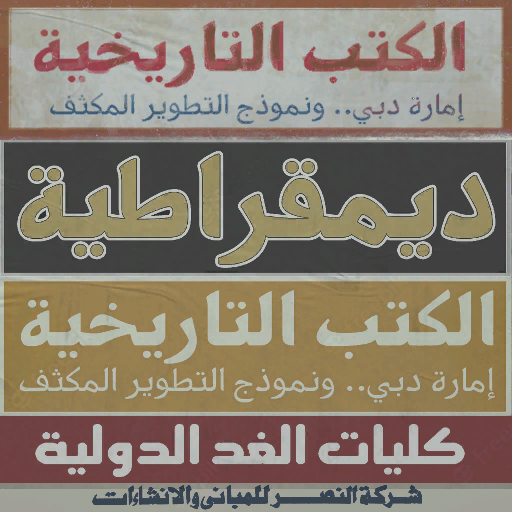 الكتب التاريخية
إمارة دبي.. ونموذج التطوير المكثف
ديمقراطية
الكتب التاريخية
إمارة دبي.. ونموذج التطوير المكثف
كليات الغد الدولية
شركة النصر للمباني والانشاءات